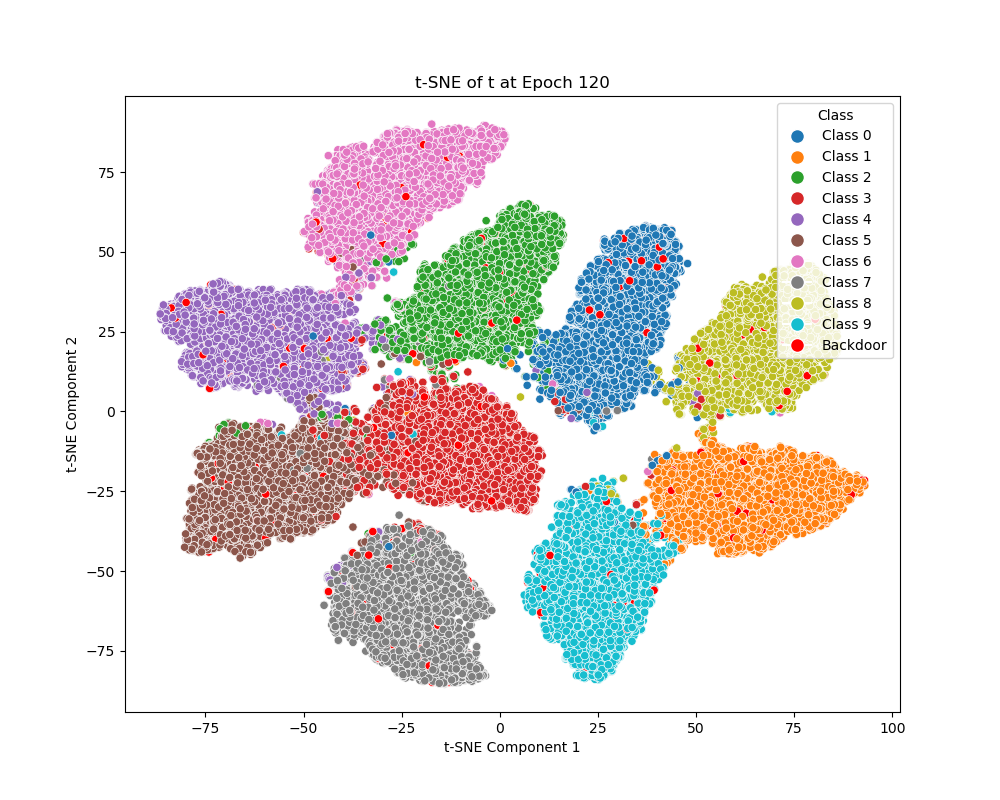 t-SNE of t at Epoch 120
Class
Class 0
Class 1
Class 2
Class 3
Class 4
Class 5
Class 6
Class 7
Class 8
Class 9
Backdoor
t-SNE Component 2
75
50
25
0
−25
−50
−75
−75
−50
−25
0
25
50
75
100
t-SNE Component 1